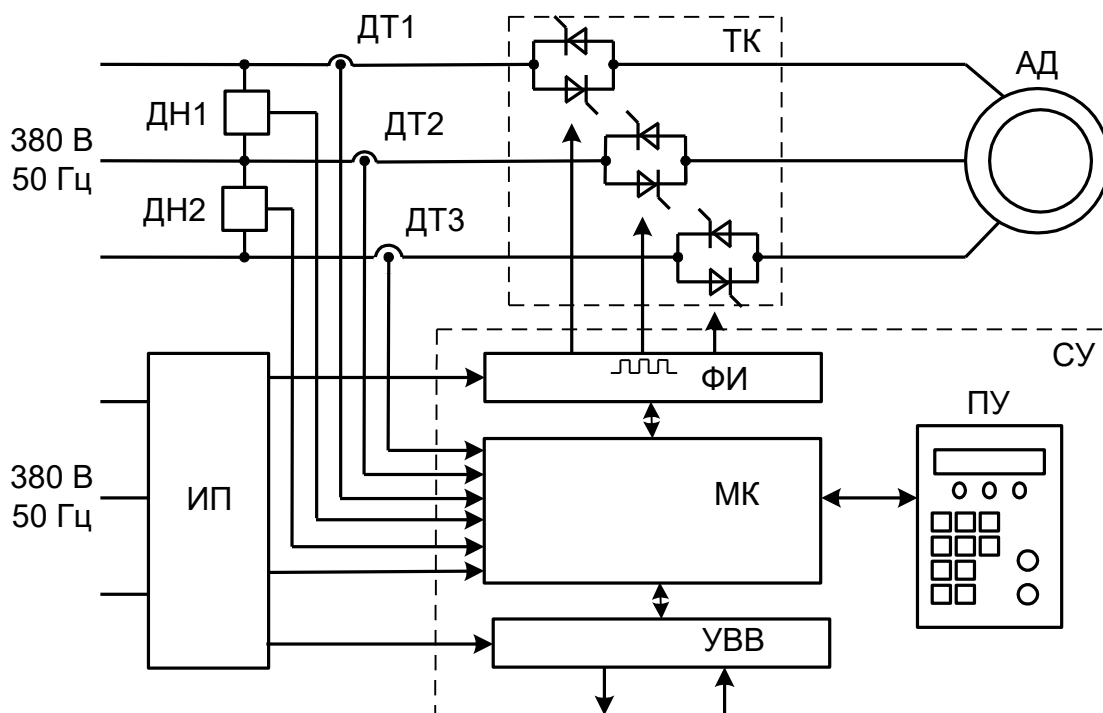 ДТ1
ТК
АД
ДН1
ДТ2
380 В
50 Гц
ДН2
ДТ3
СУ
ФИ
ПУ
380 В
50 Гц
ИП
МК
УВВ